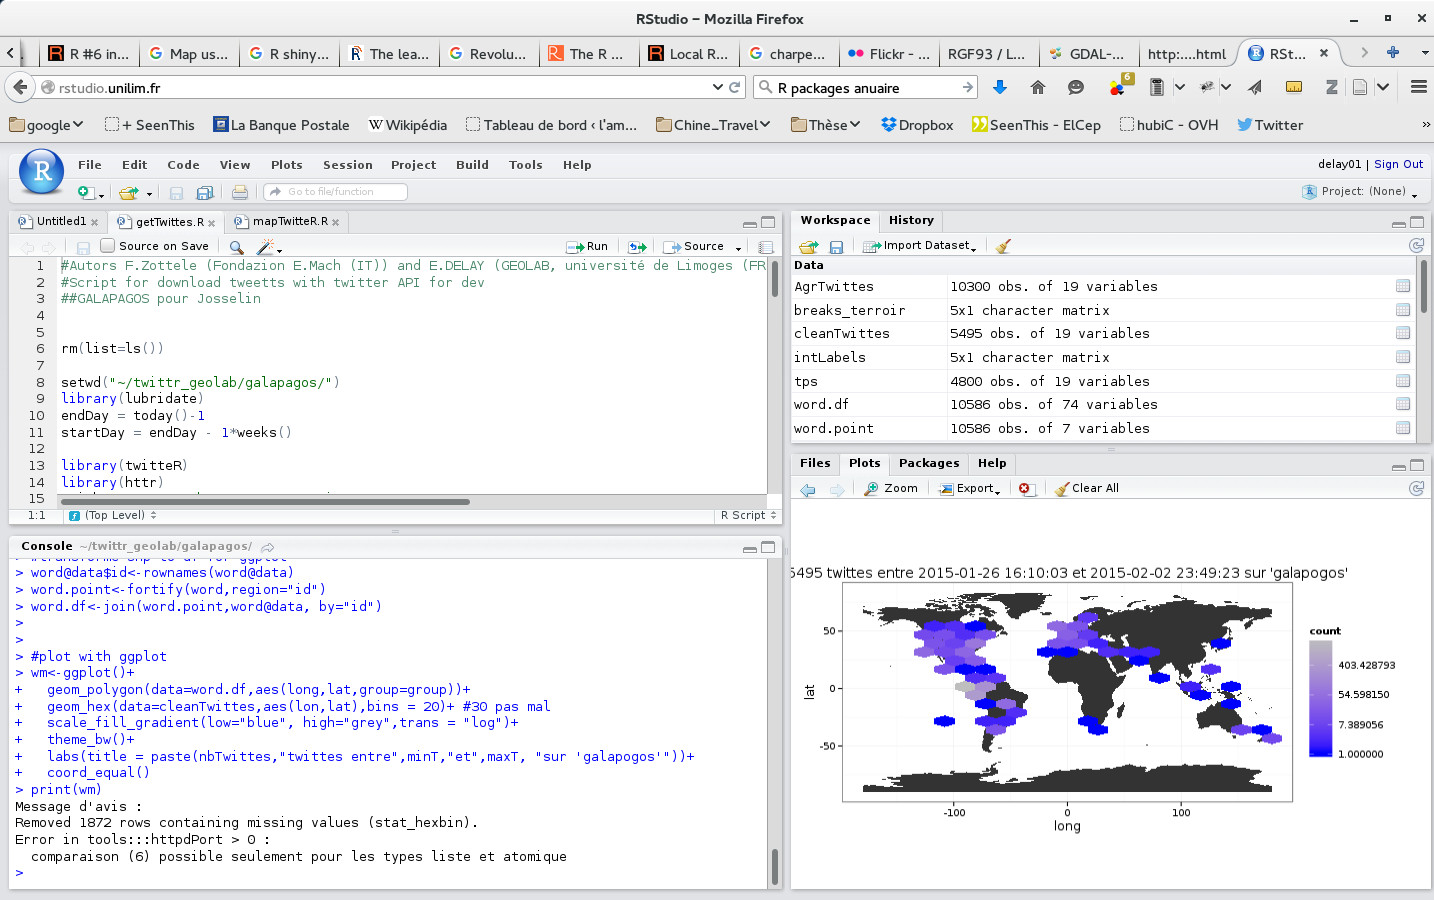 RStudio – Mozilla Firefox
R #6 in...
Map us...
R shiny...
The lea...
Revolu...
The R ...
Local R...
charpe...
Flickr - ...
RGF93 / L...
GDAL-...
http:....html
RSt...
rstudio.unilim.fr
R packages anuaire
6
google
+ SeenThis
La Banque Postale
W Wikipédia
Tableau de bord ‹ l'am...
Chine_Travel
Thèse
Dropbox
SeenThis - ElCep
hubiC - OVH
Twitter
»
R
File Edit Code View Plots Session Project Build Tools Help
delay01 | Sign Out
Go to file/function
Project: (None)
Untitled1
getTwittes.R
mapTwitteR.R
Source on Save
Run
Source
1 #Autors F.Zottele (Fondazion E.Mach (IT)) and E.DELAY (GEOLAB, université de Limoges (FR
2 #Script for download tweetts with twitter API for dev
3 ##GALAPAGOS pour Josselin
4
5
6 rm(list=ls())
7
8 setwd("~/twittr_geolab/galapagos/")
9 library(lubridate)
10 endDay = today()-1
11 startDay = endDay - 1*weeks()
12
13 library(twitteR)
14 library(httr)
15
1:1 (Top Level) R Script
Console ~/twittr_geolab/galapagos/
> word@data$id<-rownames(word@data)
> word.point<-fortify(word,region="id")
> word.df<-join(word.point,word@data, by="id")
>
>
> #plot with ggplot
> wm<-ggplot()+
+ geom_polygon(data=word.df,aes(long,lat,group=group))+
+ geom_hex(data=cleanTwittes,aes(lon,lat),bins = 20)+ #30 pas mal
+ scale_fill_gradient(low="blue", high="grey",trans = "log")+
+ theme_bw()+
+ labs(title = paste(nbTwittes,"twittes entre",minT,"et",maxT, "sur 'galapogos'"))+
+ coord_equal()
> print(wm)
Message d'avis :
Removed 1872 rows containing missing values (stat_hexbin).
Error in tools:::httpdPort > 0 :
comparaison (6) possible seulement pour les types liste et atomique
>
Workspace History
Import Dataset
Data
AgrTwittes 10300 obs. of 19 variables
breaks_terroir 5x1 character matrix
cleanTwittes 5495 obs. of 19 variables
intLabels 5x1 character matrix
tps 4800 obs. of 19 variables
word.df 10586 obs. of 74 variables
word.point 10586 obs. of 7 variables
Files Plots Packages Help
Zoom Export Clear All
5495 twittes entre 2015-01-26 16:10:03 et 2015-02-02 23:49:23 sur 'galapogos'
50
0
-50
lat
-100 0 100
long
count
403.428793
54.598150
7.389056
1.000000